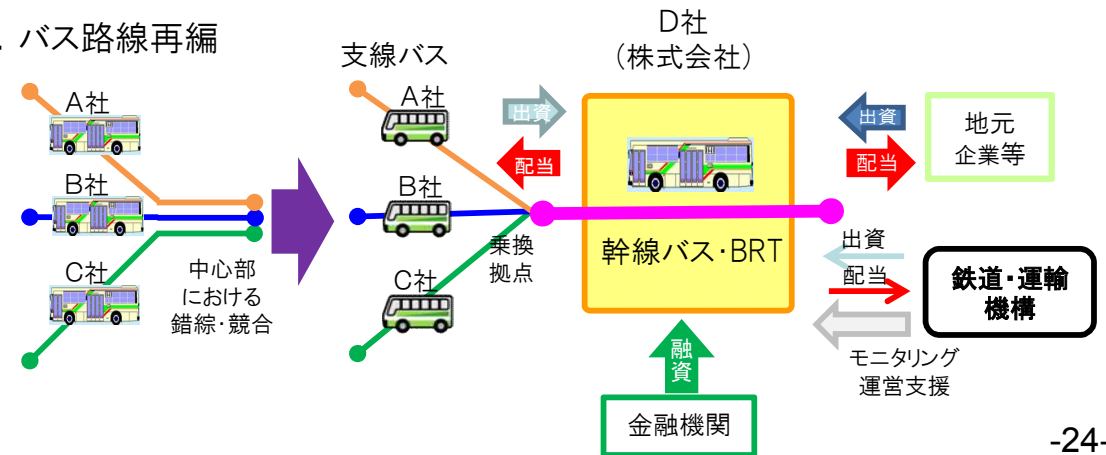 . バス路線再編
A社
B社
C社
中心部
における
錯綜・競合
支線バス
A社
B社
C社
乗換
拠点
出資
配当
D社
（株式会社）
幹線バス・BRT
融
資
金融機関
出資
配当
地元
企業等
出資
配当
鉄道・運輸
機構
モニタリング
運営支援
-24-